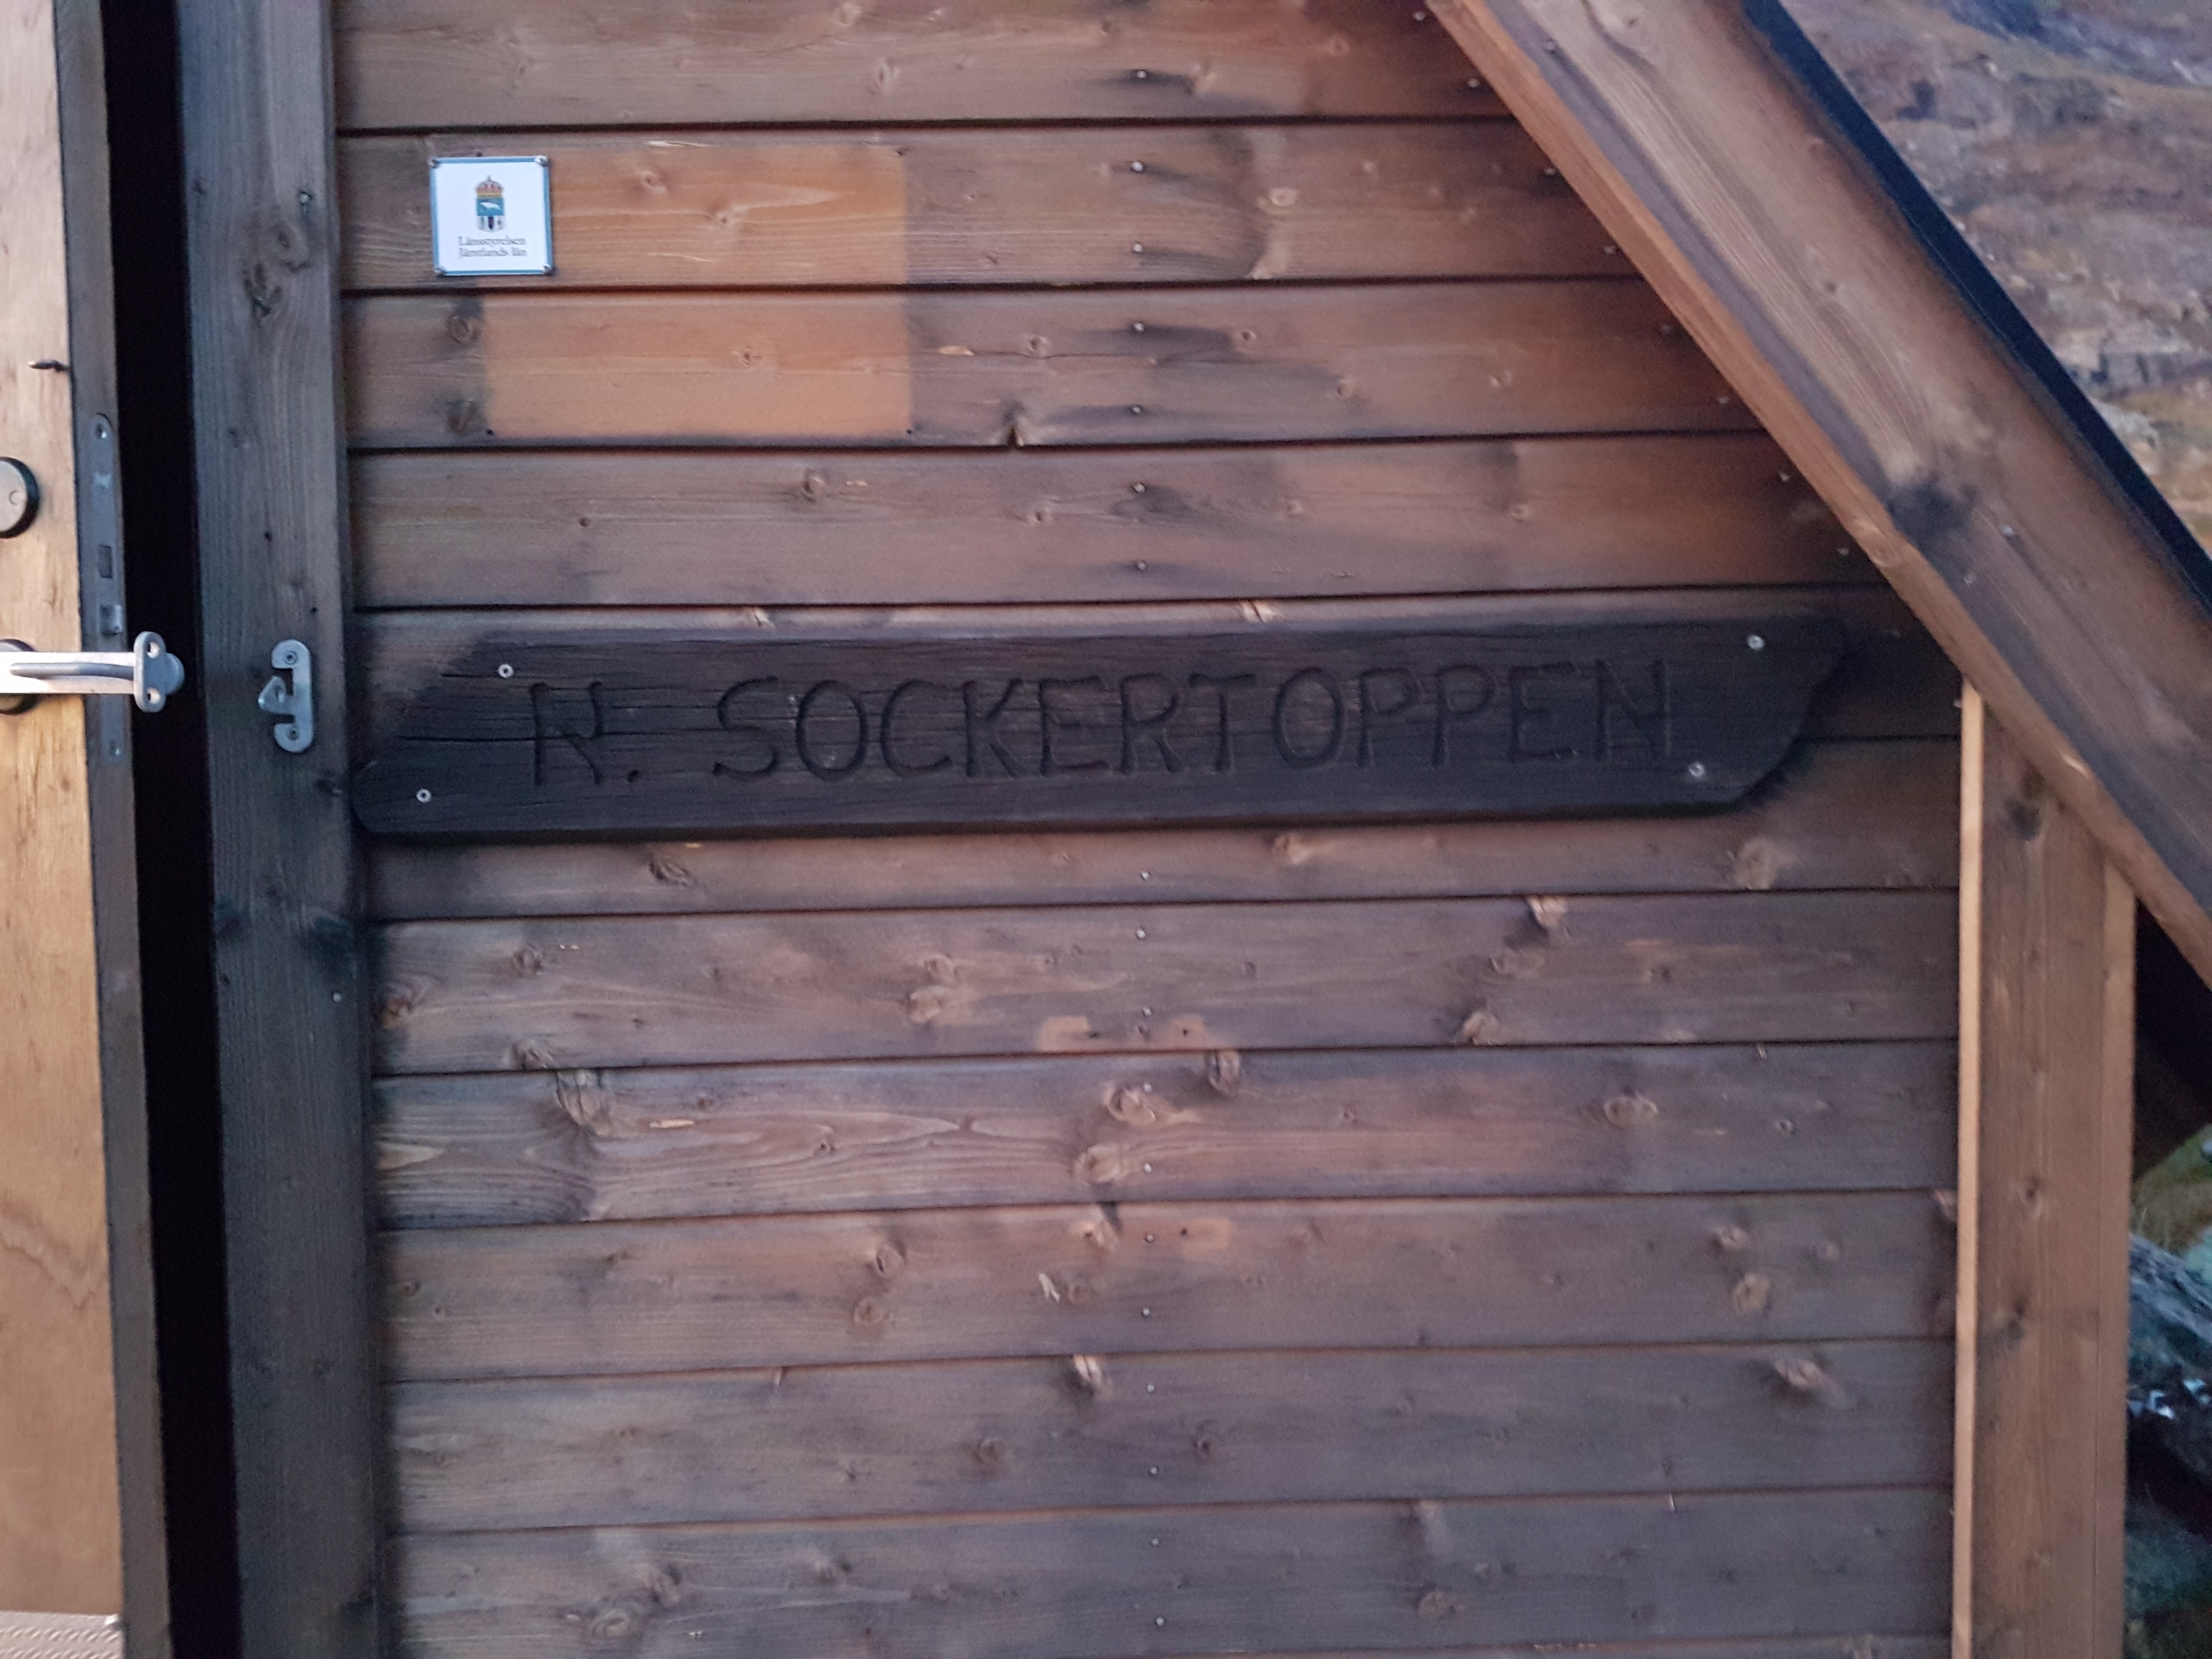 Länsstyrelsen
Jämtlands län
N. SOCKERTOPPEN